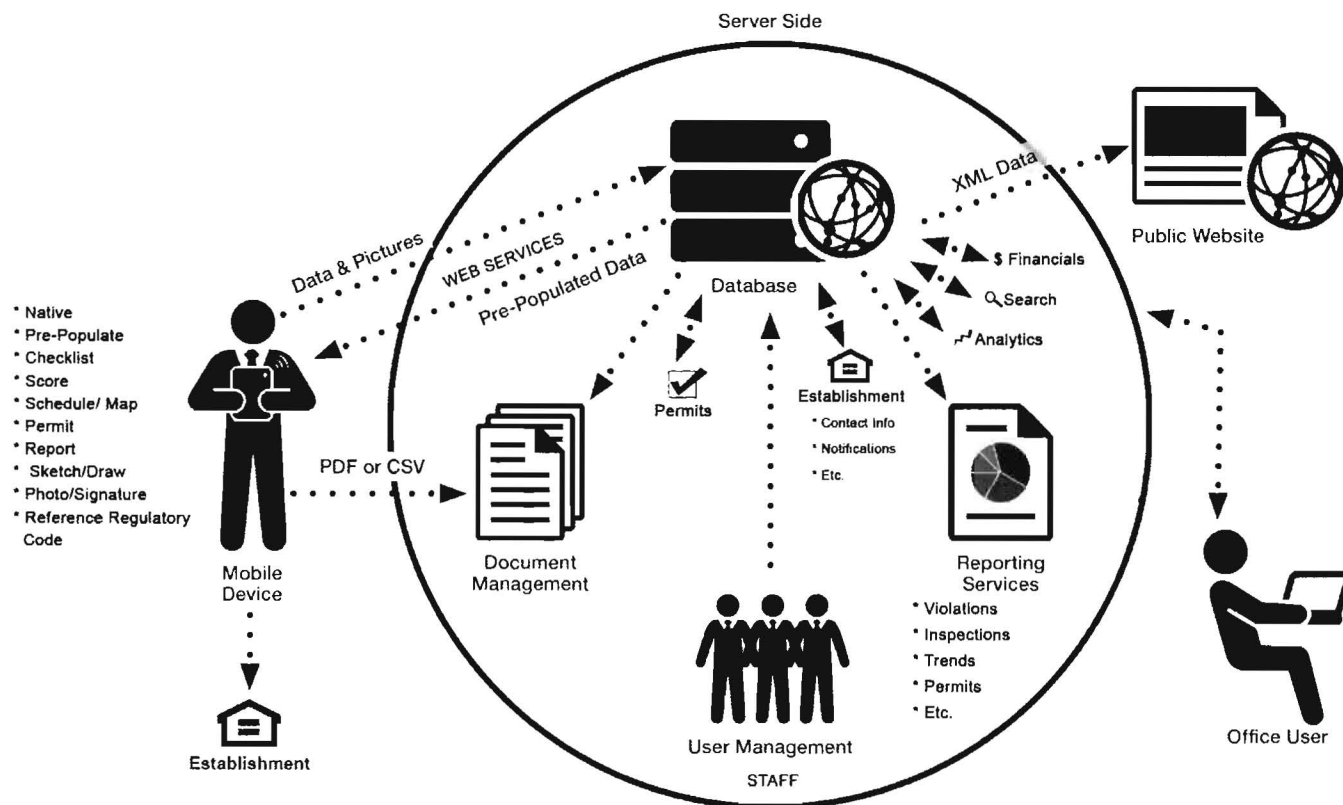 Server Side
XML Data
Public Website
Data & Pictures
WEB SERVICES
Pre-Populated Data
Database
$ Financials
Search
Analytics
* Native
* Pre-Populate
* Checklist
* Score
* Schedule/ Map
* Permit
* Report
* Sketch/Draw
* Photo/Signature
* Reference Regulatory
Code
Permits
Establishment
* Contact Info
* Notifications
* Etc.
PDF or CSV
Mobile
Device
Document
Management
Reporting
Services
* Violations
* Inspections
* Trends
* Permits
* Etc.
Establishment
User Management
STAFF
Office User